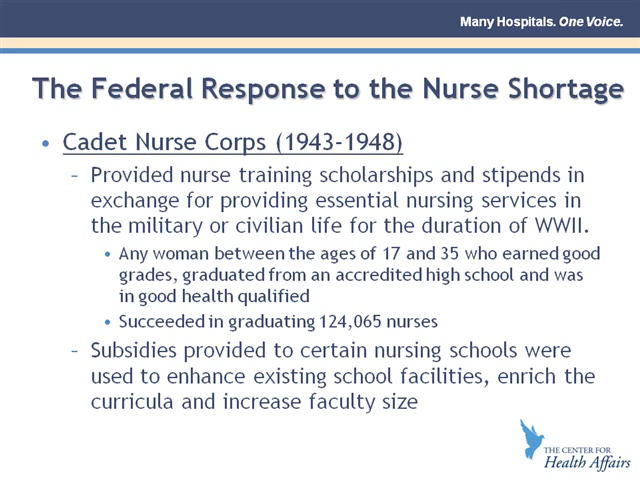 Many Hospitals. One Voice.
The Federal Response to the Nurse Shortage
• Cadet Nurse Corps (1943-1948)
– Provided nurse training scholarships and stipends in
exchange for providing essential nursing services in
the military or civilian life for the duration of WWII.
• Any woman between the ages of 17 and 35 who earned good
grades, graduated from an accredited high school and was
in good health qualified
• Succeeded in graduating 124,065 nurses
– Subsidies provided to certain nursing schools were
used to enhance existing school facilities, enrich the
curricula and increase faculty size
THE CENTER FOR
Health Affairs